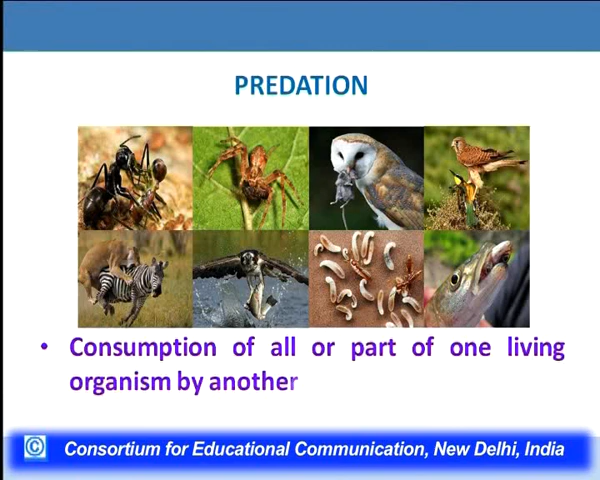 PREDATION
• Consumption of all or part of one living
organism by another
© Consortium for Educational Communication, New Delhi, India